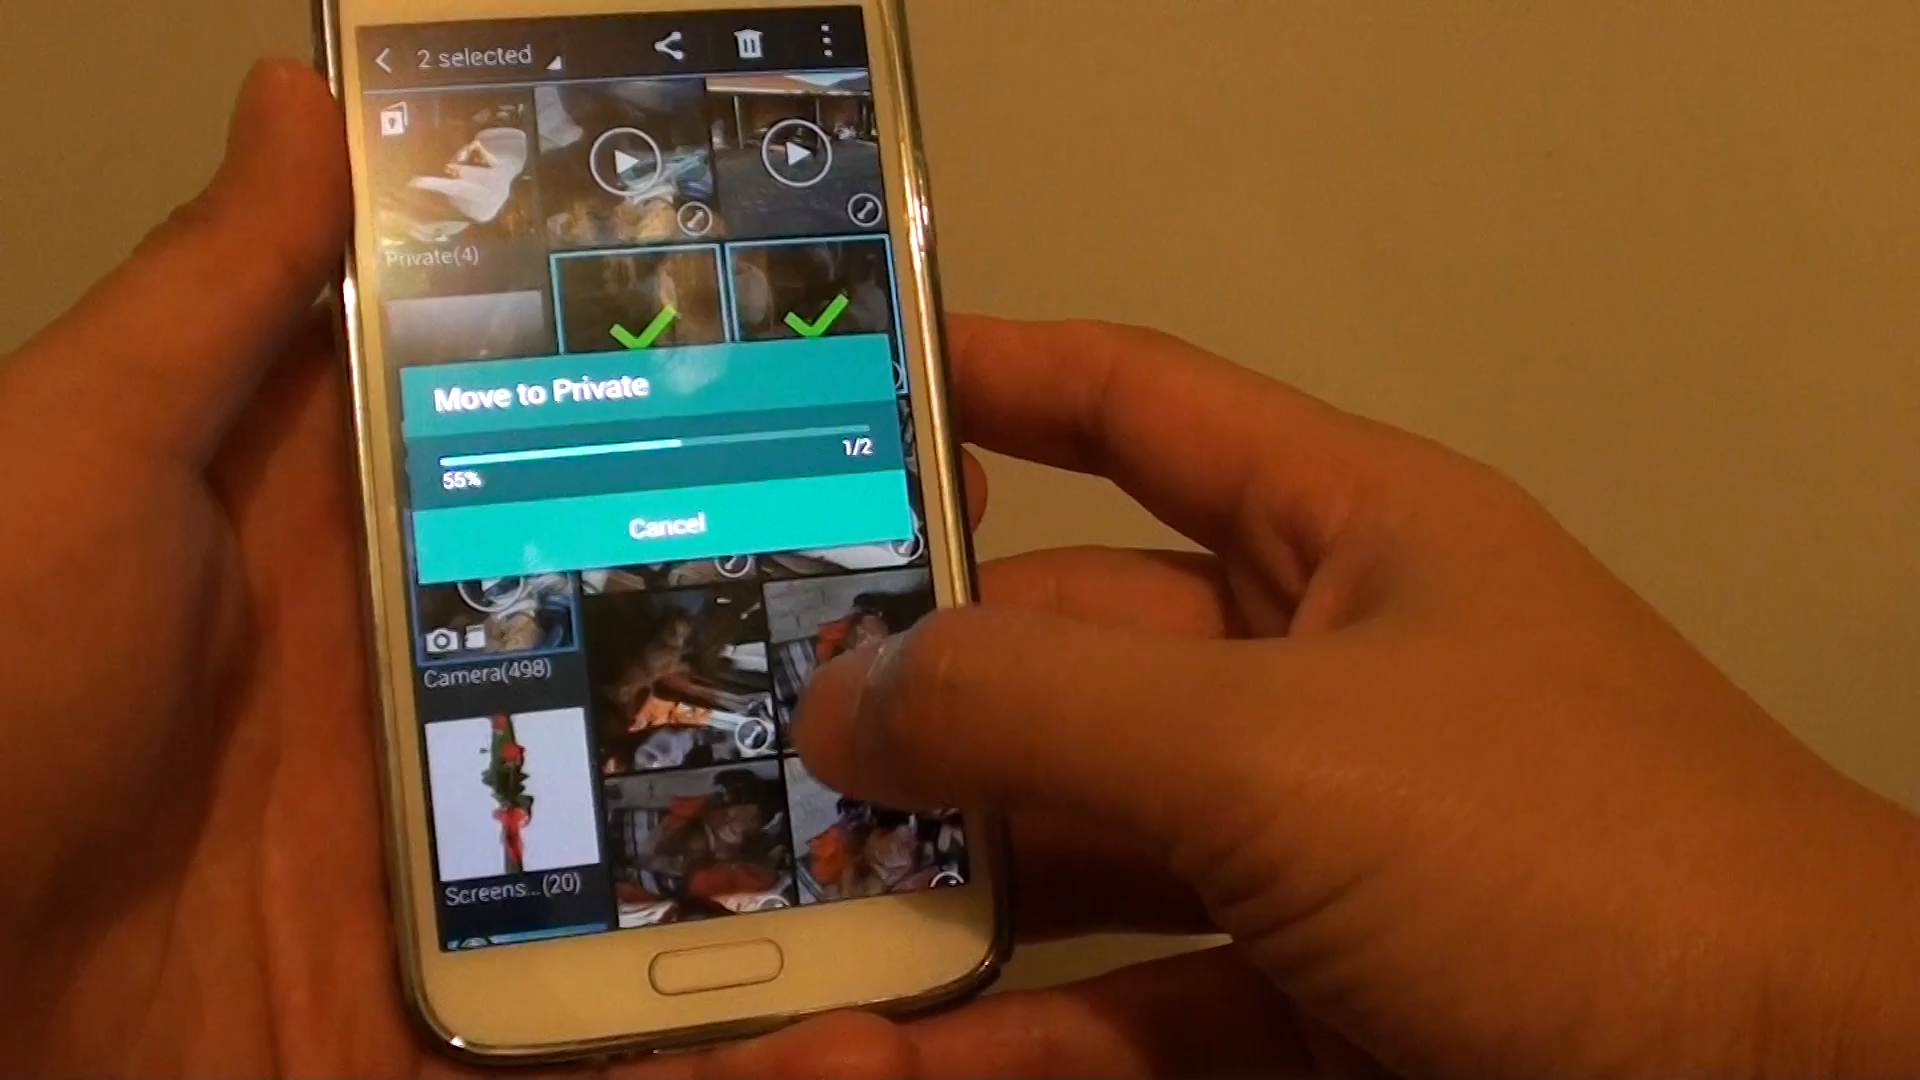 2 selected
Private(4)
Move to Private
1/2
55%
Cancel
Camera(498)
Screens...(20)